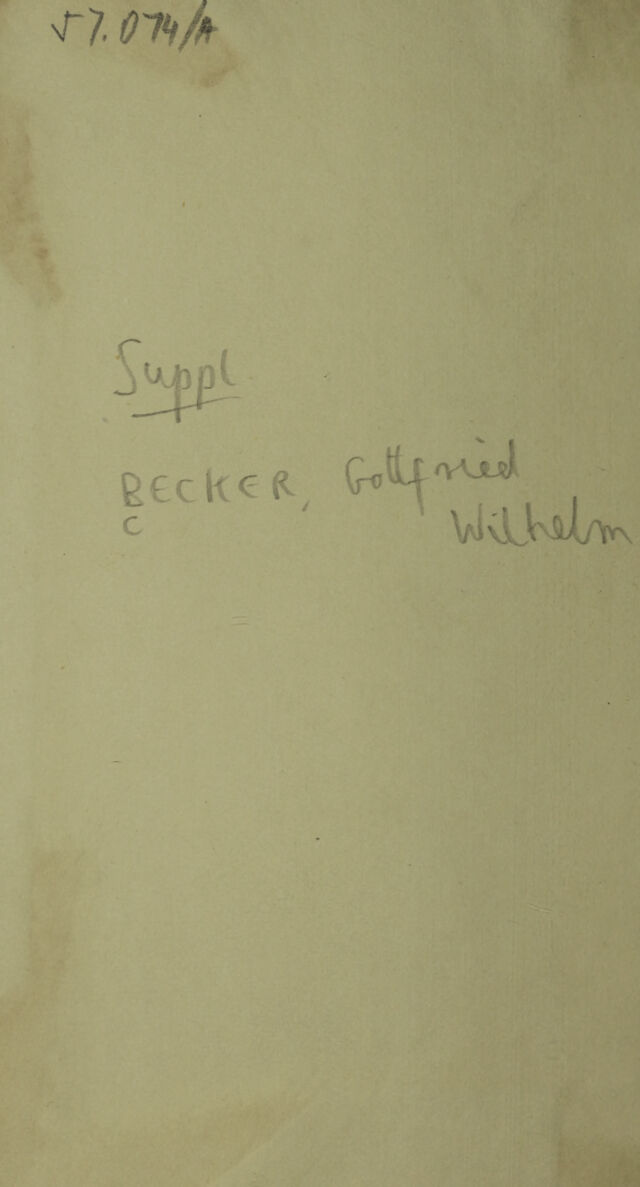 57.074/A
Suppl
BECKER, Gottfried
C
Wilhelm